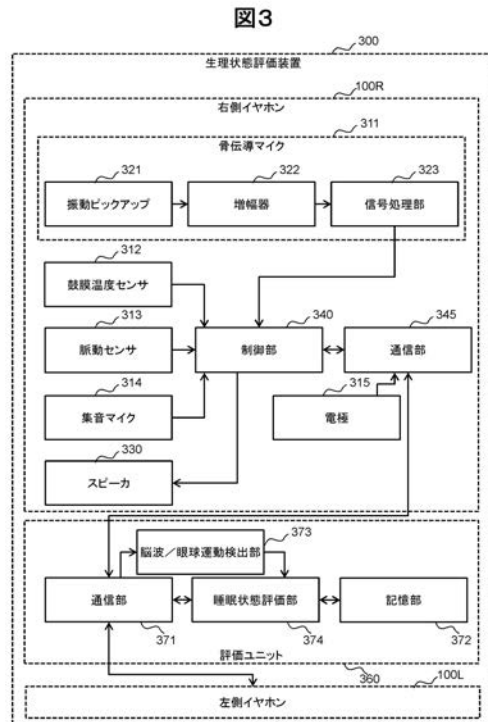 図3
300
生理状態評価装置
100R
右側イヤホン
311
骨伝導マイク
321
322
323
振動ピックアップ
増幅器
信号処理部
312
鼓膜温度センサ
313
340
345
脈動センサ
制御部
通信部
314
315
集音マイク
電極
330
スピーカ
373
脳波/眼球運動検出部
通信部
睡眠状態評価部
記憶部
371
374
372
評価ユニット
360
100L
左側イヤホン